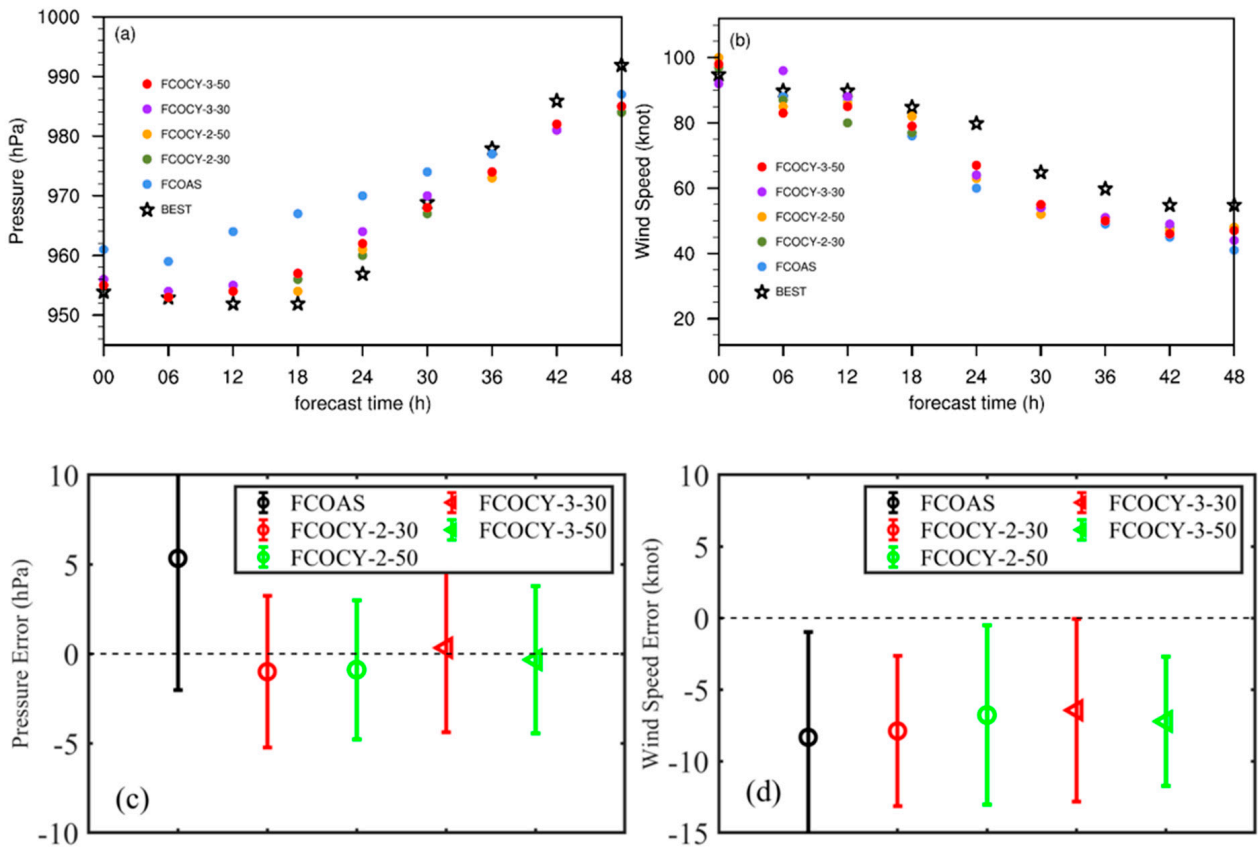 (a)
1000
990
980
970
960
950
Pressure (hPa)
FCOCY-3-50
FCOCY-3-30
FCOCY-2-50
FCOCY-2-30
FCOAS
BEST
00 06 12 18 24 30 36 42 48
forecast time (h)
(b)
100
80
60
40
20
Wind Speed (knot)
FCOCY-3-50
FCOCY-3-30
FCOCY-2-50
FCOCY-2-30
FCOAS
BEST
00 06 12 18 24 30 36 42 48
forecast time (h)
10
5
0
-5
-10
Pressure Error (hPa)
FCOAS FCOCY-3-30
FCOCY-2-30 FCOCY-3-50
FCOCY-2-50
(c)
10
5
0
-5
-10
-15
Wind Speed Error (knot)
FCOAS FCOCY-3-30
FCOCY-2-30 FCOCY-3-50
FCOCY-2-50
(d)